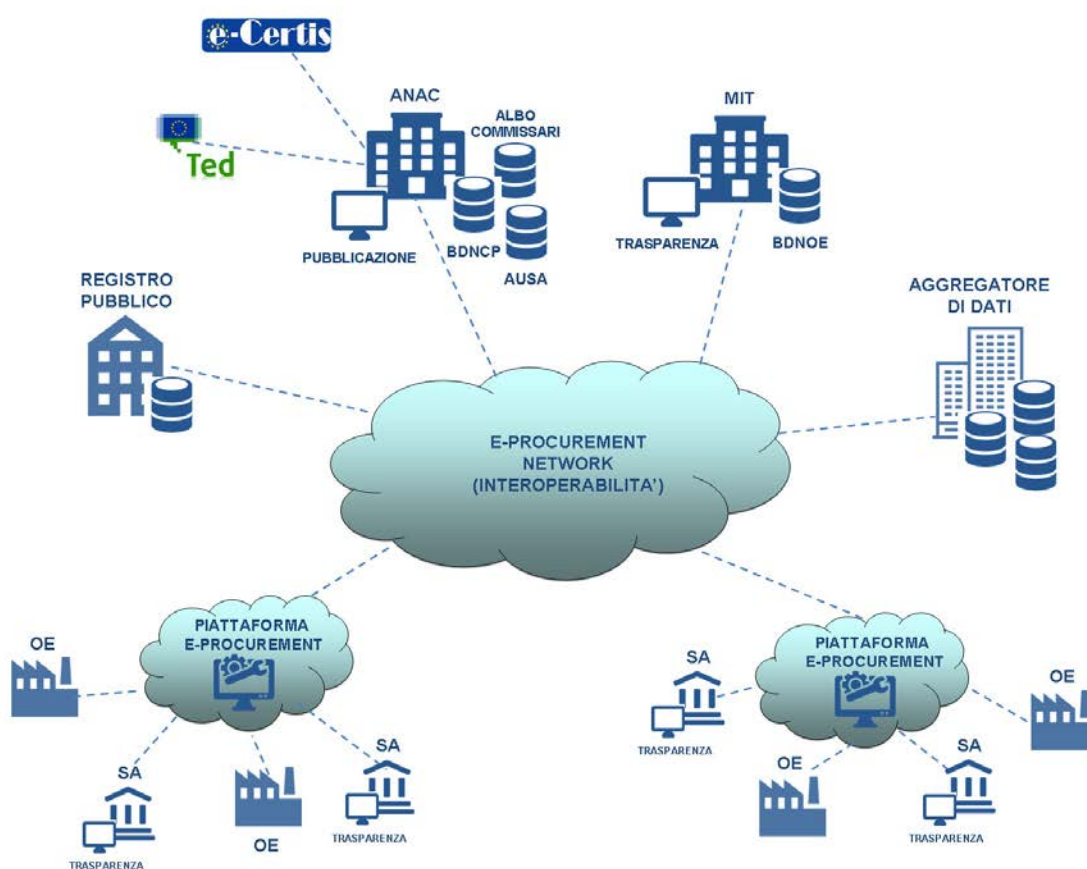 e-Certis
Ted
ANAC
ALBO
COMMISSARI
PUBBLICAZIONE
BDNCP
AUSA
MIT
TRASPARENZA
BDNOE
REGISTRO
PUBBLICO
AGGREGATORE
DI DATI
E-PROCUREMENT
NETWORK
(INTEROPERABILITA')
PIATTAFORMA
E-PROCUREMENT
OE
SA
TRASPARENZA
OE
SA
TRASPARENZA
PIATTAFORMA
E-PROCUREMENT
SA
TRASPARENZA
OE
OE
SA
TRASPARENZA